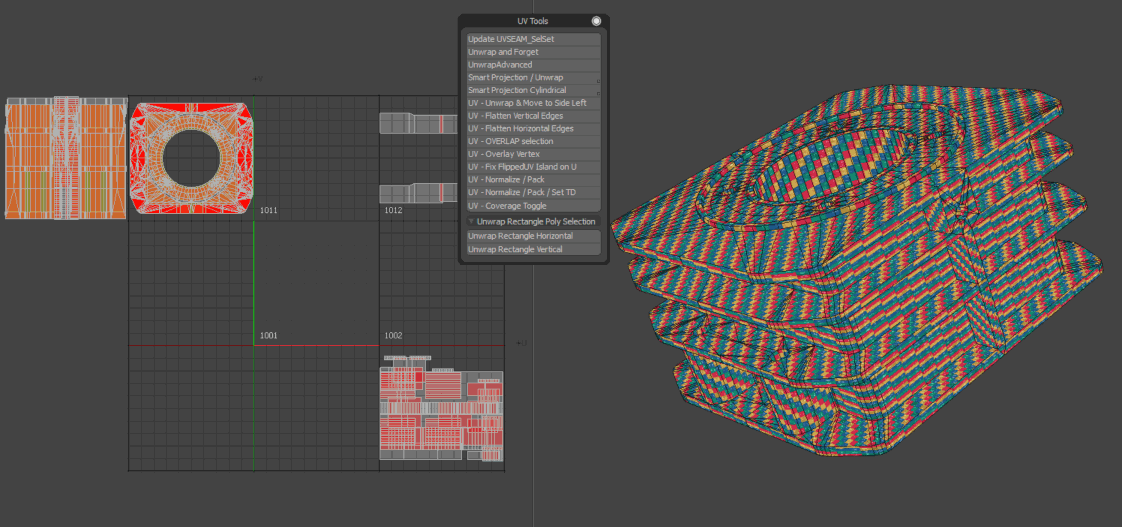 UV Tools
Update UVSEAM_SelSet
Unwrap and Forget
UnwrapAdvanced
Smart Projection / Unwrap
Smart Projection Cylindrical
UV - Unwrap & Move to Side Left
UV - Flatten Vertical Edges
UV - Flatten Horizontal Edges
UV - OVERLAP selection
UV - Overlay Vertex
UV - Fix FlippedUV Island on U
UV - Normalize / Pack
UV - Normalize / Pack / Set TD
UV - Coverage Toggle
Unwrap Rectangle Poly Selection
Unwrap Rectangle Horizontal
Unwrap Rectangle Vertical
1011
1012
1001
1002